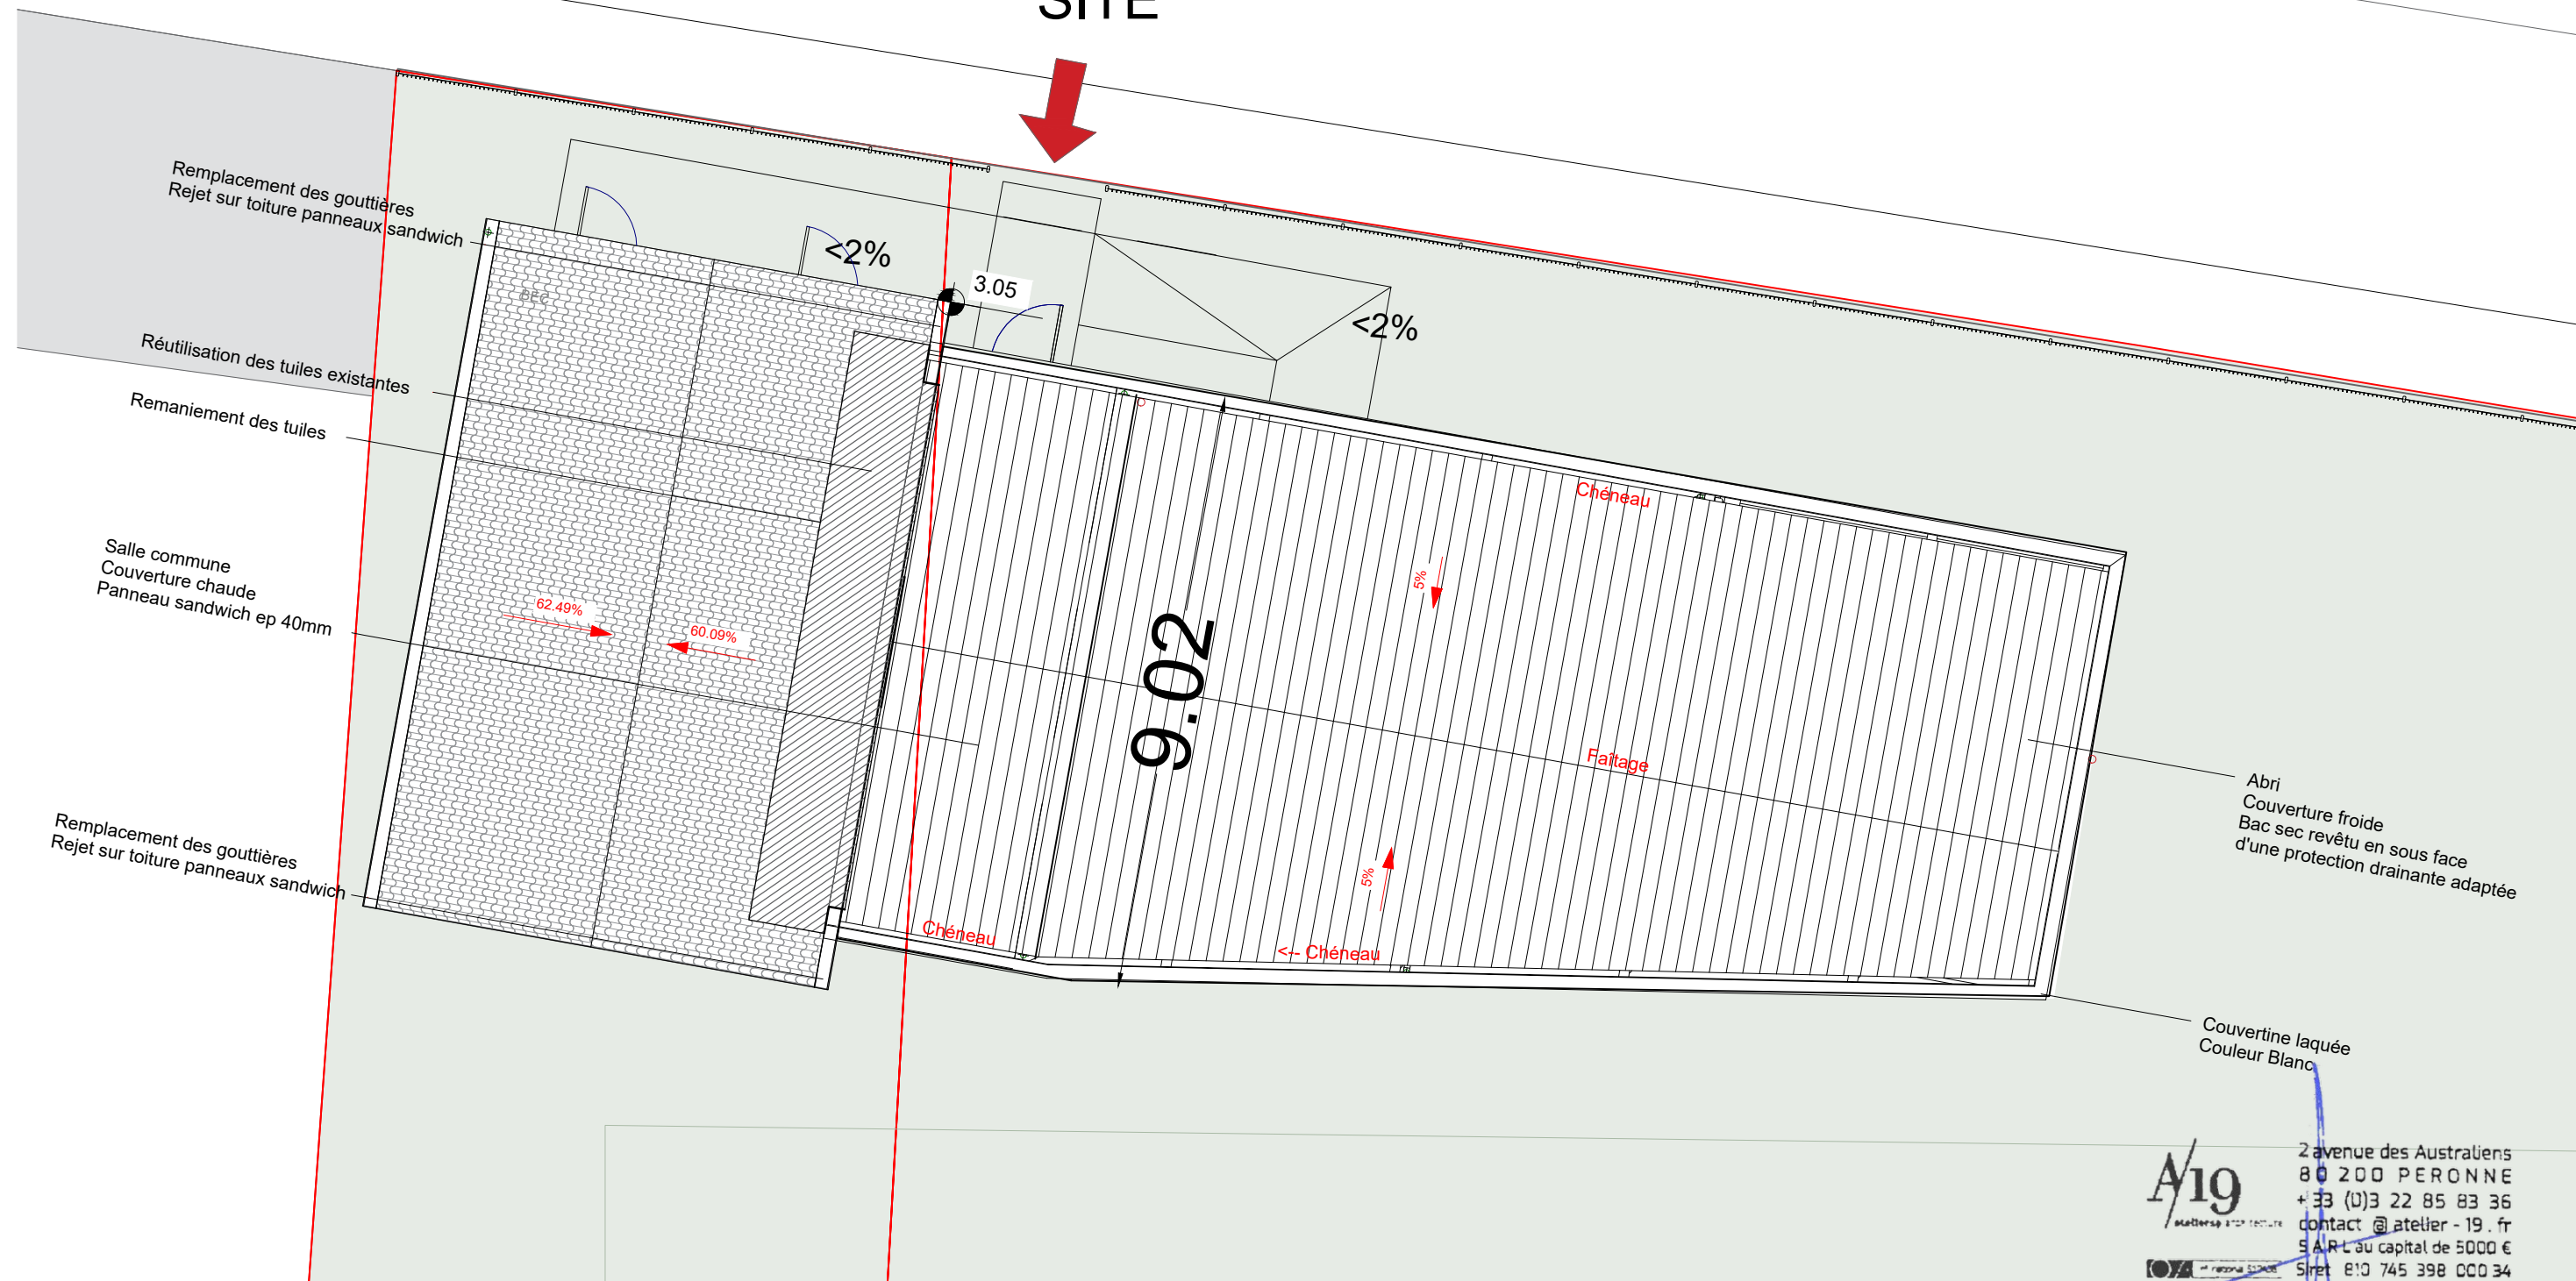 SITE
Remplacement des gouttières
Rejet sur toiture panneaux sandwich
<2%
3.05
BEC
<2%
Réutilisation des tuiles existantes
Remaniement des tuiles
Chéneau
Salle commune
Couverture chaude
Panneau sandwich ep 40mm
62.49%
60.09%
5%
9.02
Faîtage
Abri
Couverture froide
Bac sec revêtu en sous face
d'une protection drainante adaptée
Remplacement des gouttières
Rejet sur toiture panneaux sandwich
5%
Chéneau
<-- Chéneau
Couvertine laquée
Couleur Blanc
A/19
2 avenue des Australiens
80 200 PERONNE
+33 (0)3 22 85 83 36
contact @ atelier - 19 . fr
SARL au capital de 5000 €
Siret 810 745 398 000 34